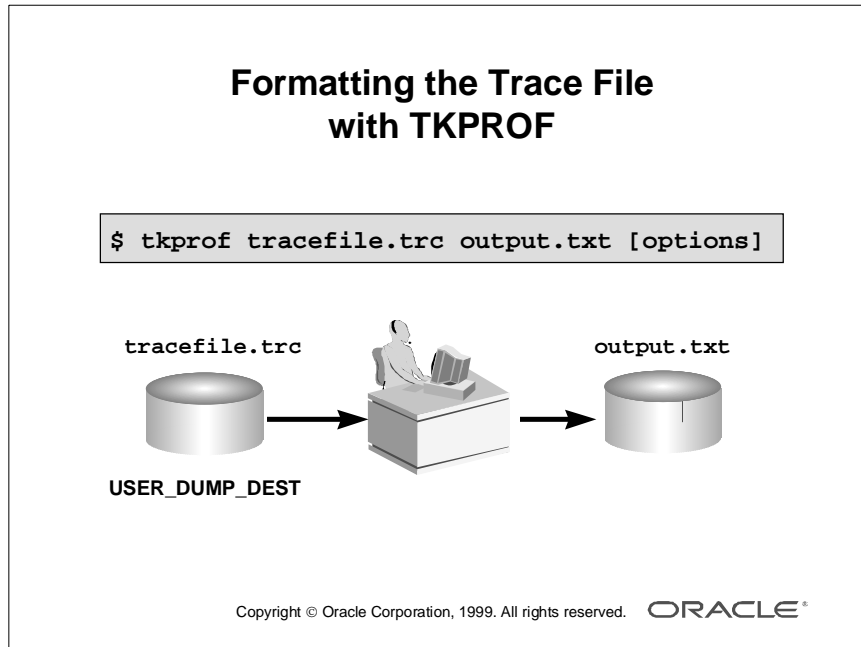 Formatting the Trace File
with TKPROF
$ tkprof tracefile.trc output.txt [options]
tracefile.trc
output.txt
USER_DUMP_DEST
Copyright © Oracle Corporation, 1999. All rights reserved.
ORACLE®